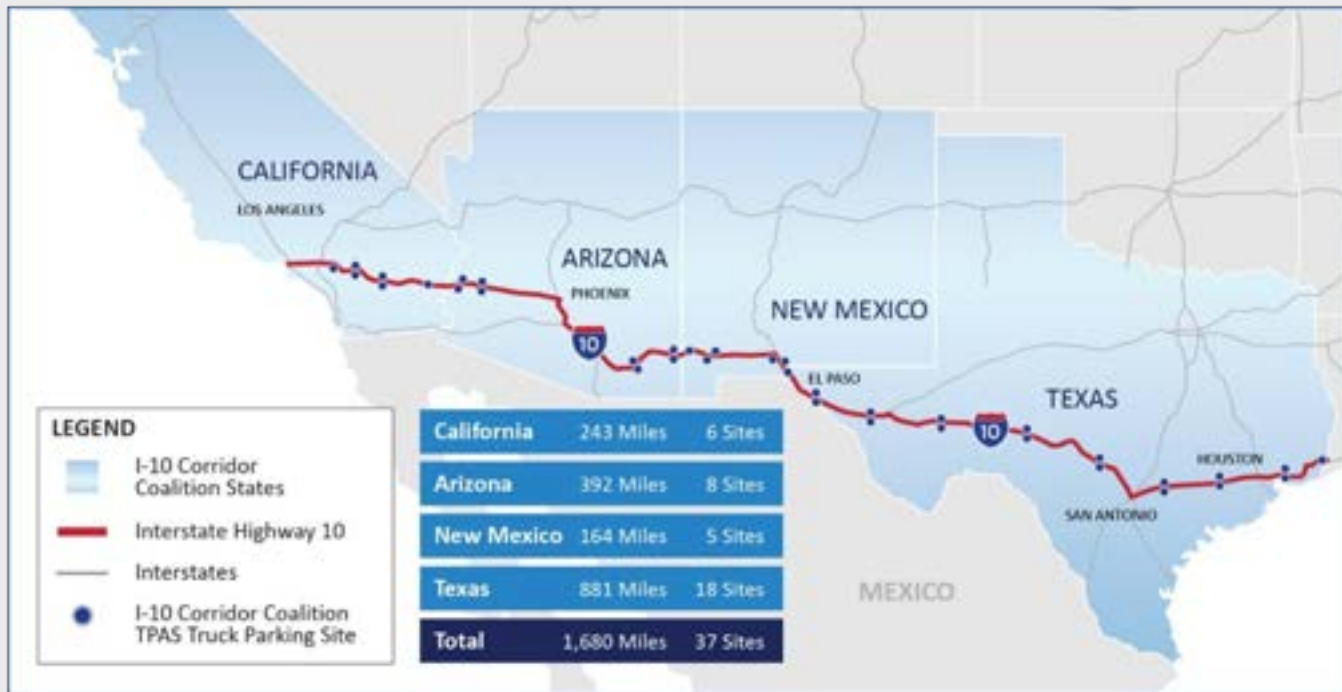 CALIFORNIA
LOS ANGELES
ARIZONA
PHOENIX
10
NEW MEXICO
EL PASO
TEXAS
10
HOUSTON
SAN ANTONIO
MEXICO
LEGEND
I-10 Corridor
Coalition States
Interstate Highway 10
Interstates
I-10 Corridor Coalition
TPAS Truck Parking Site
California 243 Miles 6 Sites
Arizona 392 Miles 8 Sites
New Mexico 164 Miles 5 Sites
Texas 881 Miles 18 Sites
Total 1,680 Miles 37 Sites